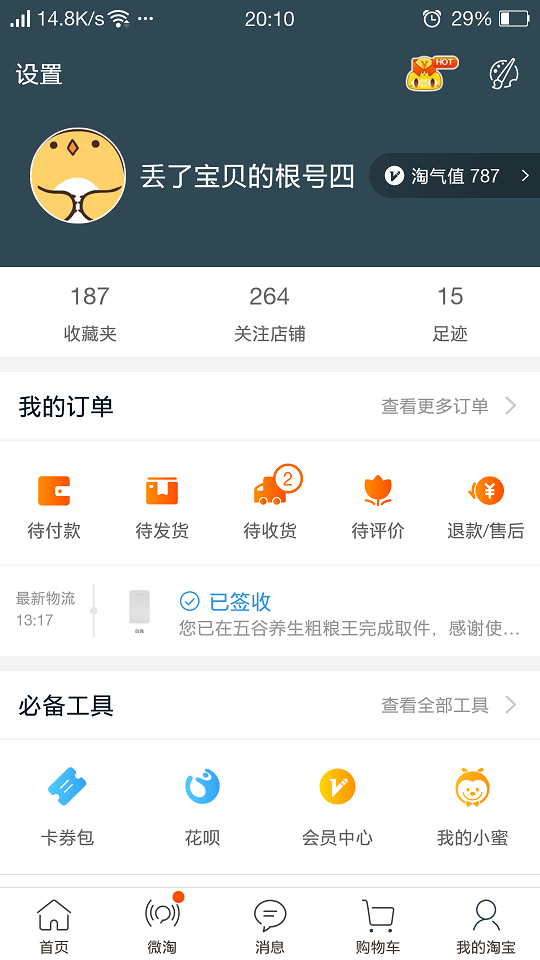 14.8K/s ... 20:10 29%
设置
HOT
丢了宝贝的根号四
淘气值 787
187 264 15
收藏夹 关注店铺 足迹
我的订单 查看更多订单
2
待付款 待发货 待收货 待评价 退款/售后
最新物流
13:17
已签收
您已在五谷养生粗粮王完成取件，感谢使...
必备工具 查看全部工具
卡券包 花呗 会员中心 我的小蜜
首页 微淘 消息 购物车 我的淘宝